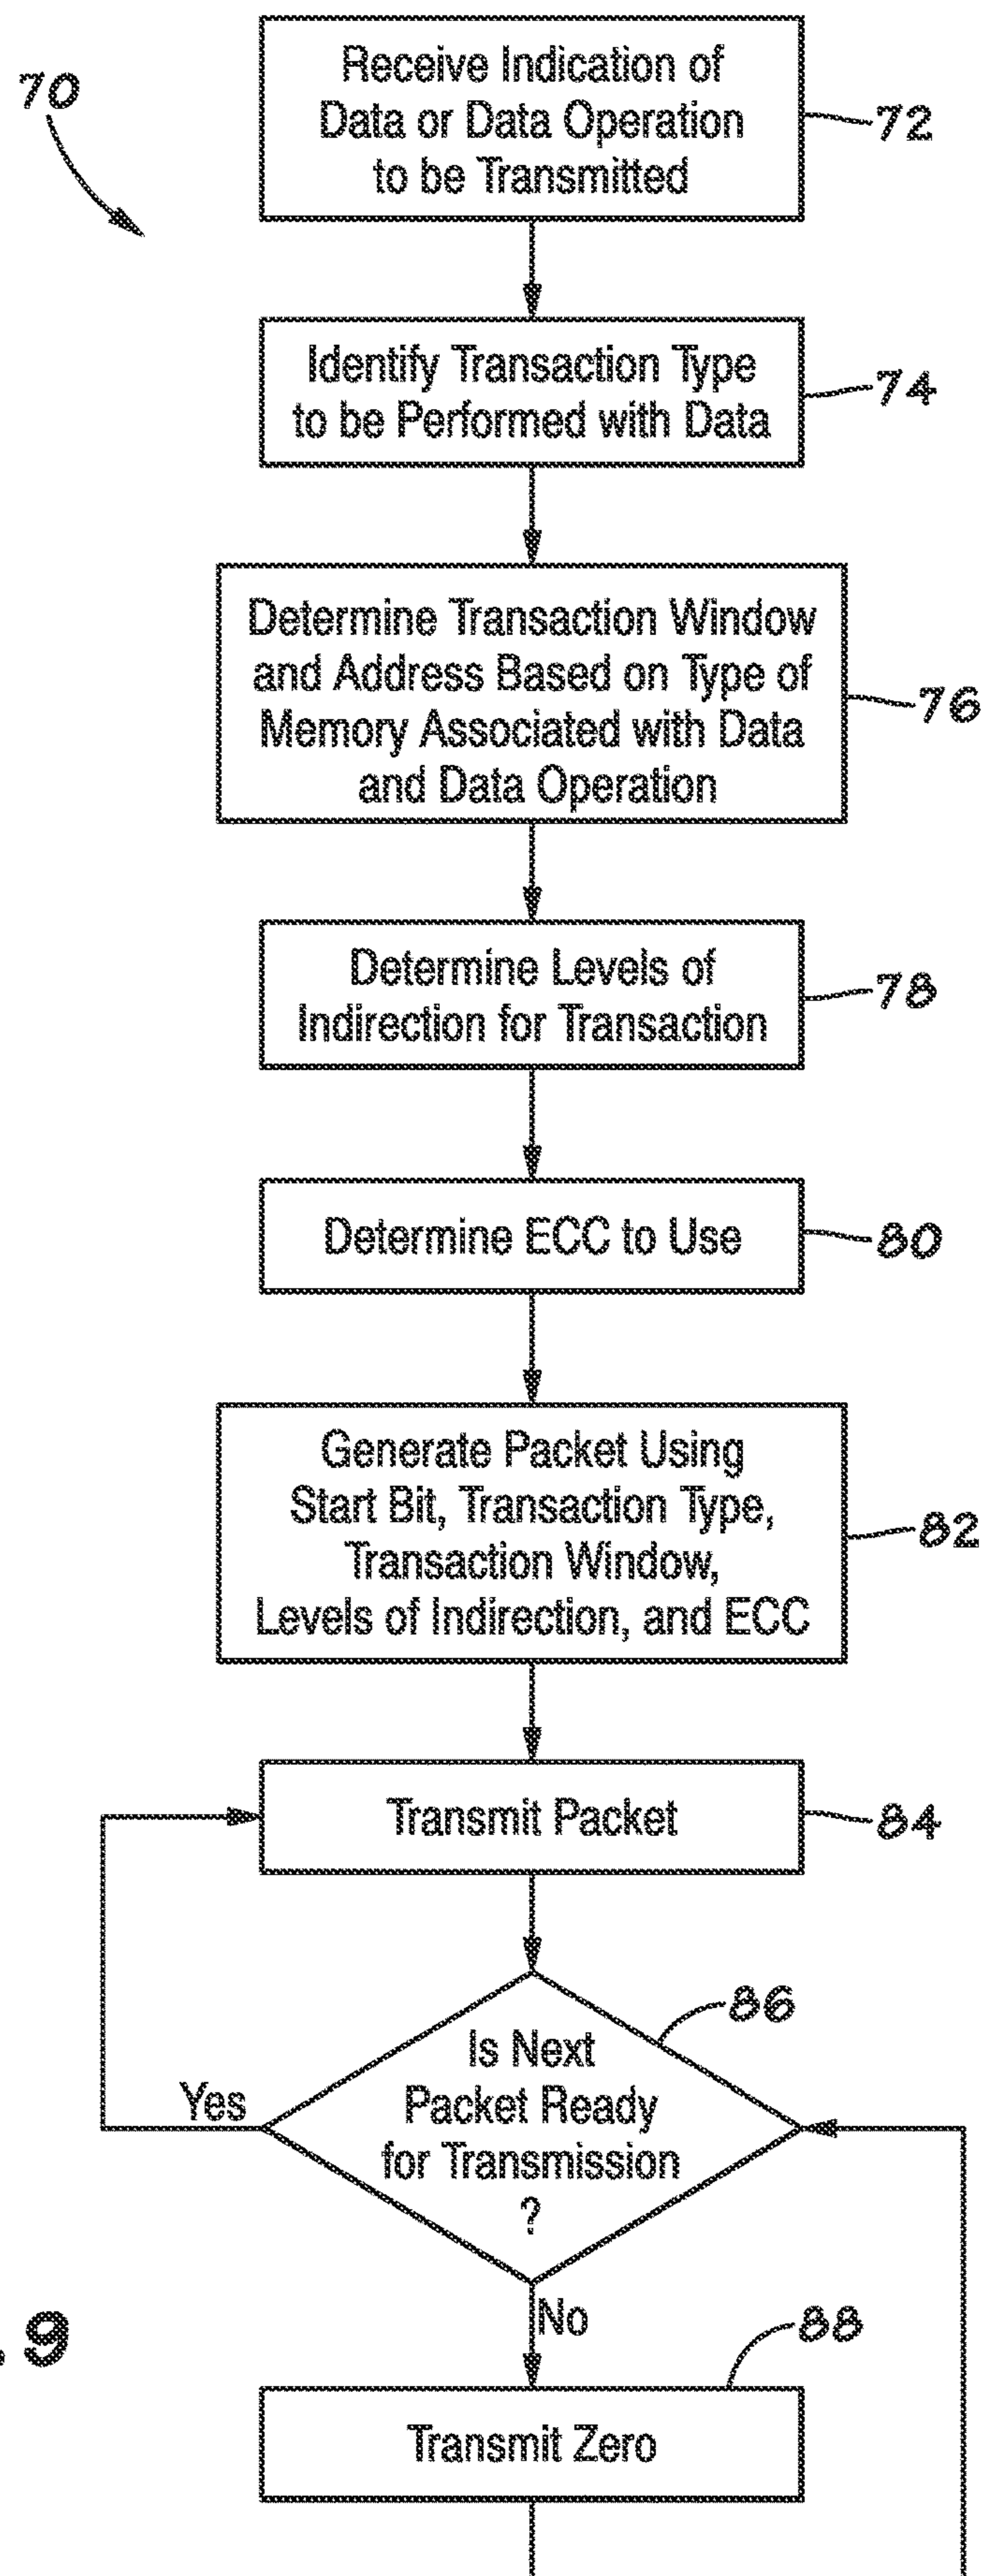 70
Receive Indication of
Data or Data Operation
to be Transmitted
72
Identify Transaction Type
to be Performed with Data
74
Determine Transaction Window
and Address Based on Type of
Memory Associated with Data
and Data Operation
76
Determine Levels of
Indirection for Transaction
78
Determine ECC to Use
80
Generate Packet Using
Start Bit, Transaction Type,
Transaction Window,
Levels of Indirection, and ECC
82
Transmit Packet
84
86
Is Next
Packet Ready
for Transmission
?
Yes
No
. 9
88
Transmit Zero